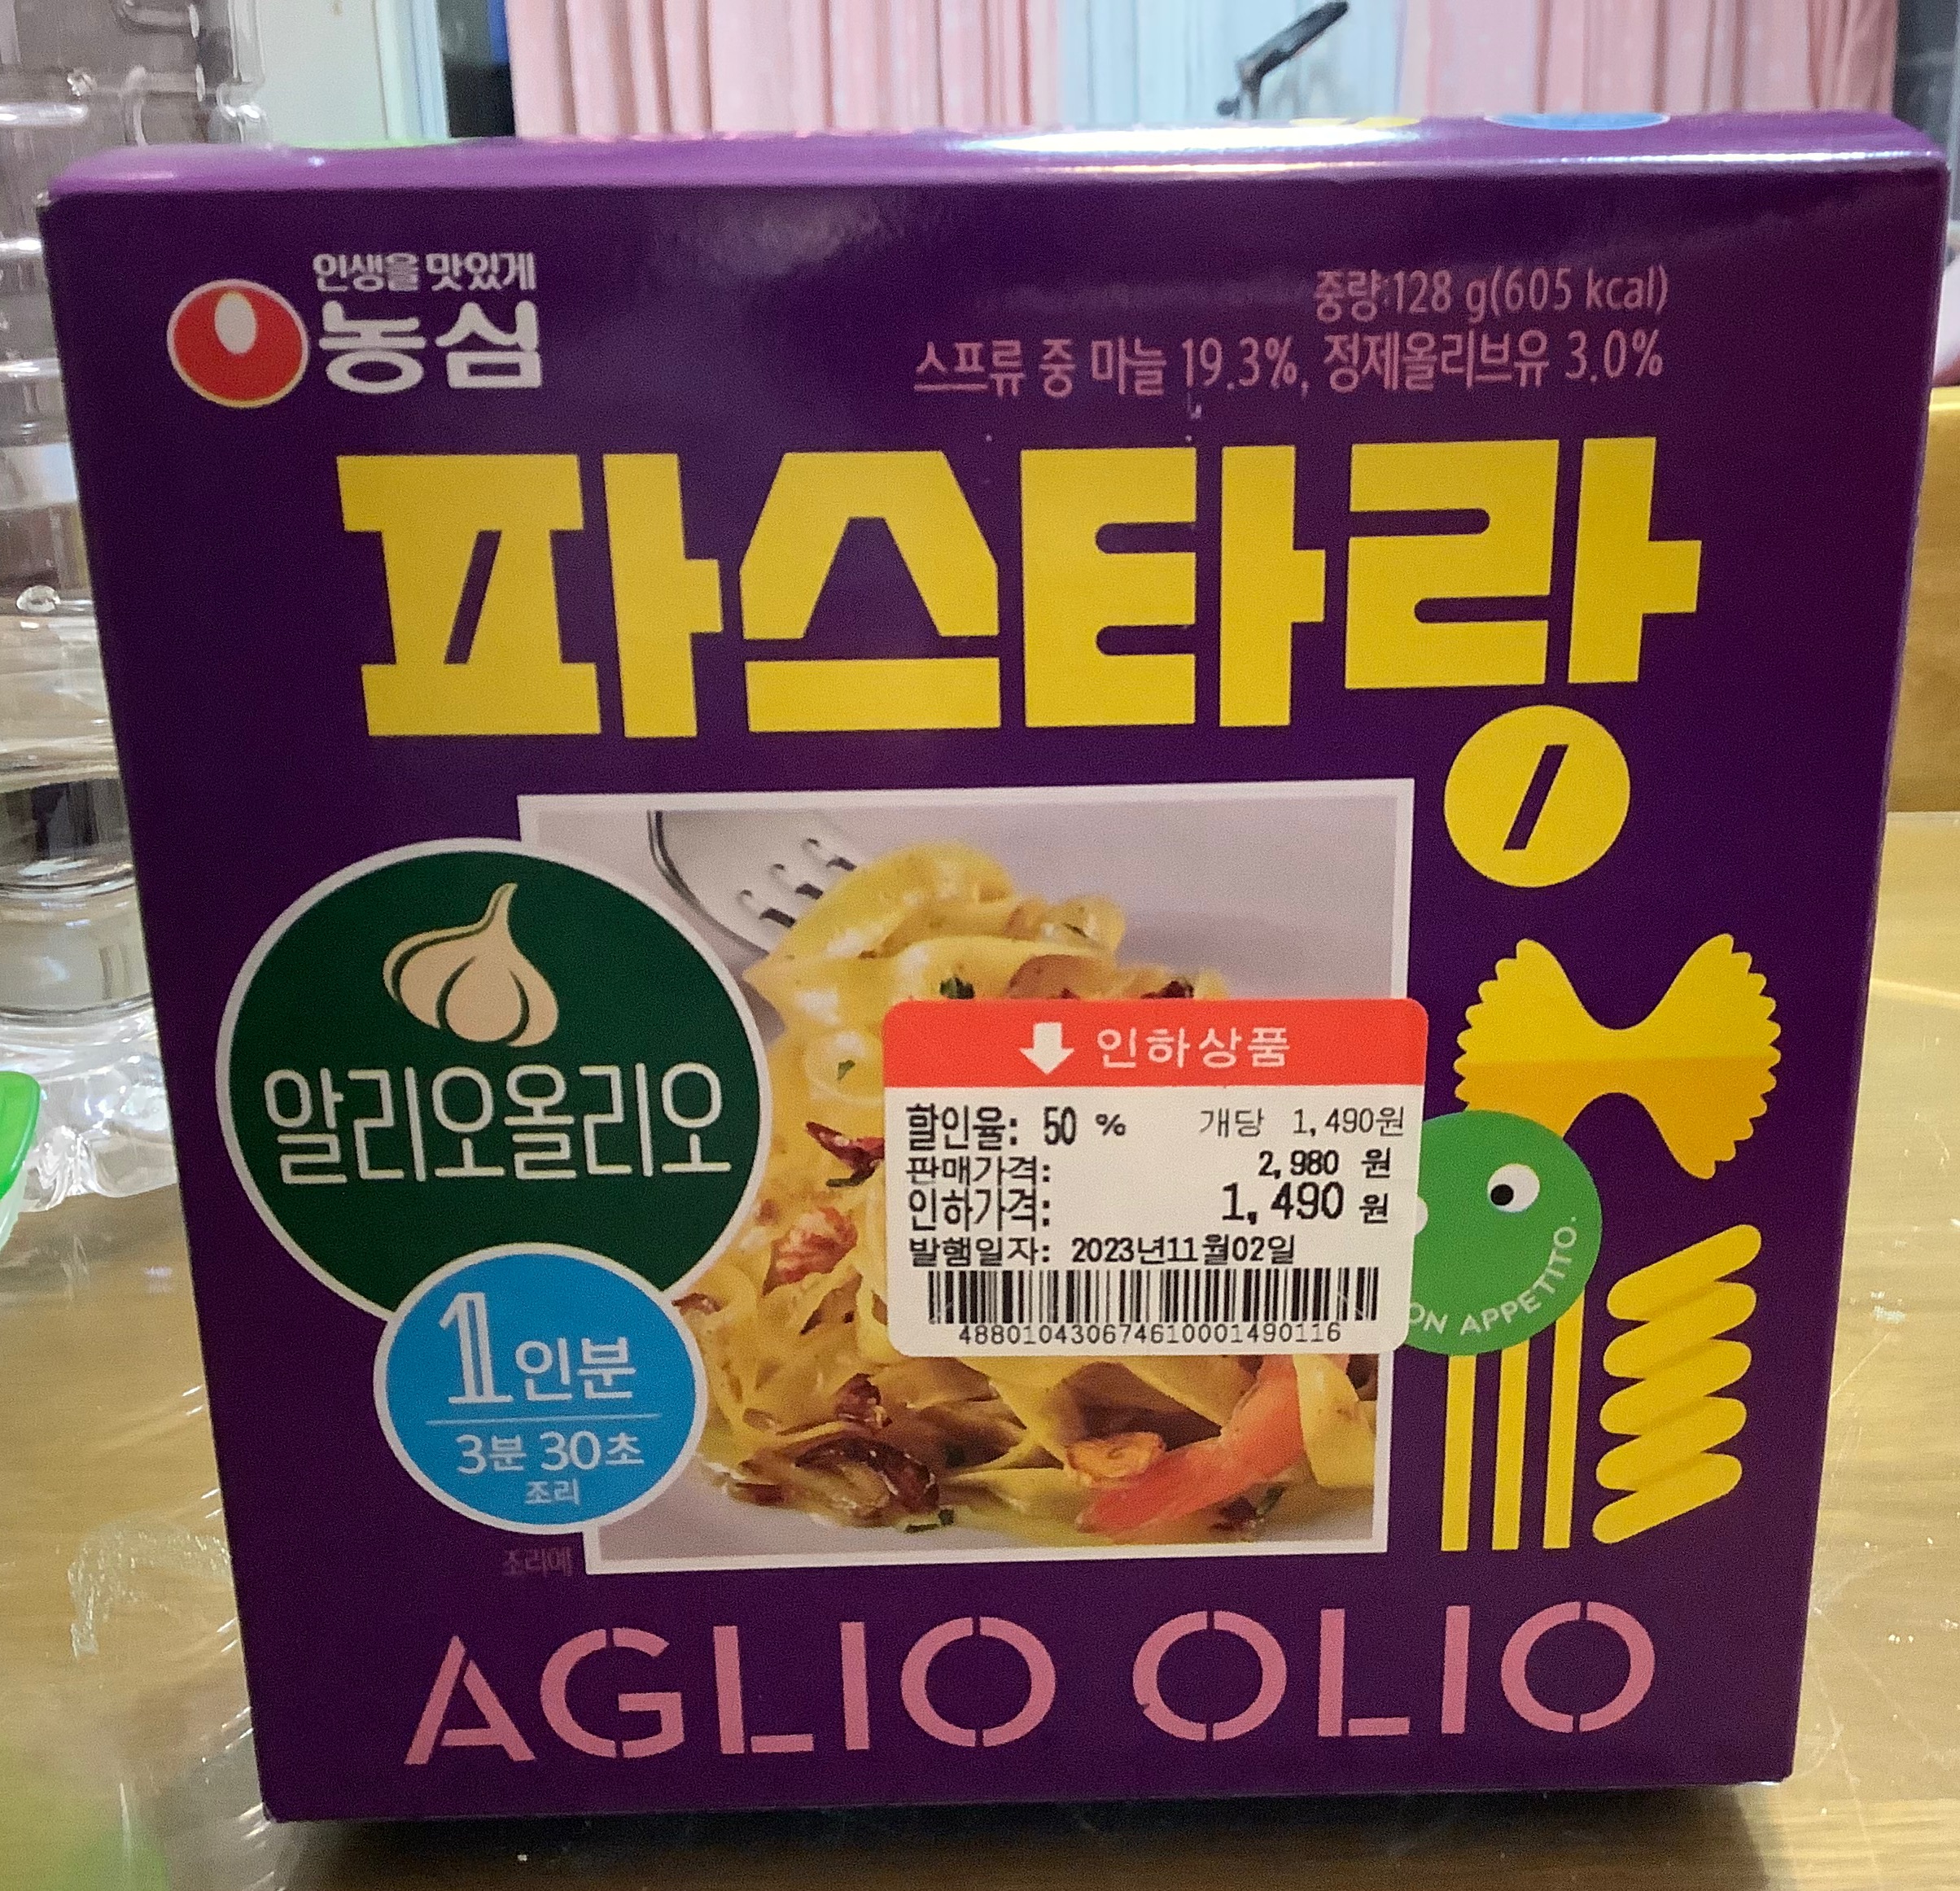 인생을 맛있게
농심
중량:128 g(605 kcal)
스프류 중 마늘 19.3%, 정제올리브유 3.0%
파스타랑
알리오올리오
1인분
3분 30초
조리
조리예
인하상품
할인율: 50 % 개당 1,490원
판매가격: 2,980 원
인하가격: 1,490 원
발행일자: 2023년11월02일
488010430674610001490116
ON APPETITO.
AGLIO OLIO